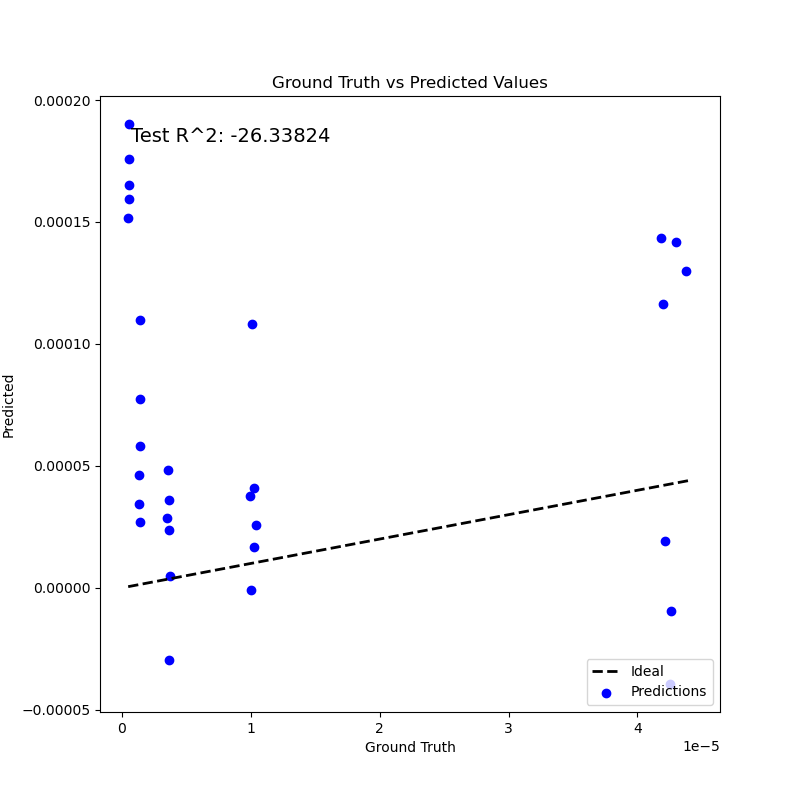 Ground Truth vs Predicted Values
0.00020
Test R^2: -26.33824
0.00015
0.00010
0.00005
0.00000
−0.00005
Predicted
Ideal
Predictions
0 1 2 3 4
1e−5
Ground Truth